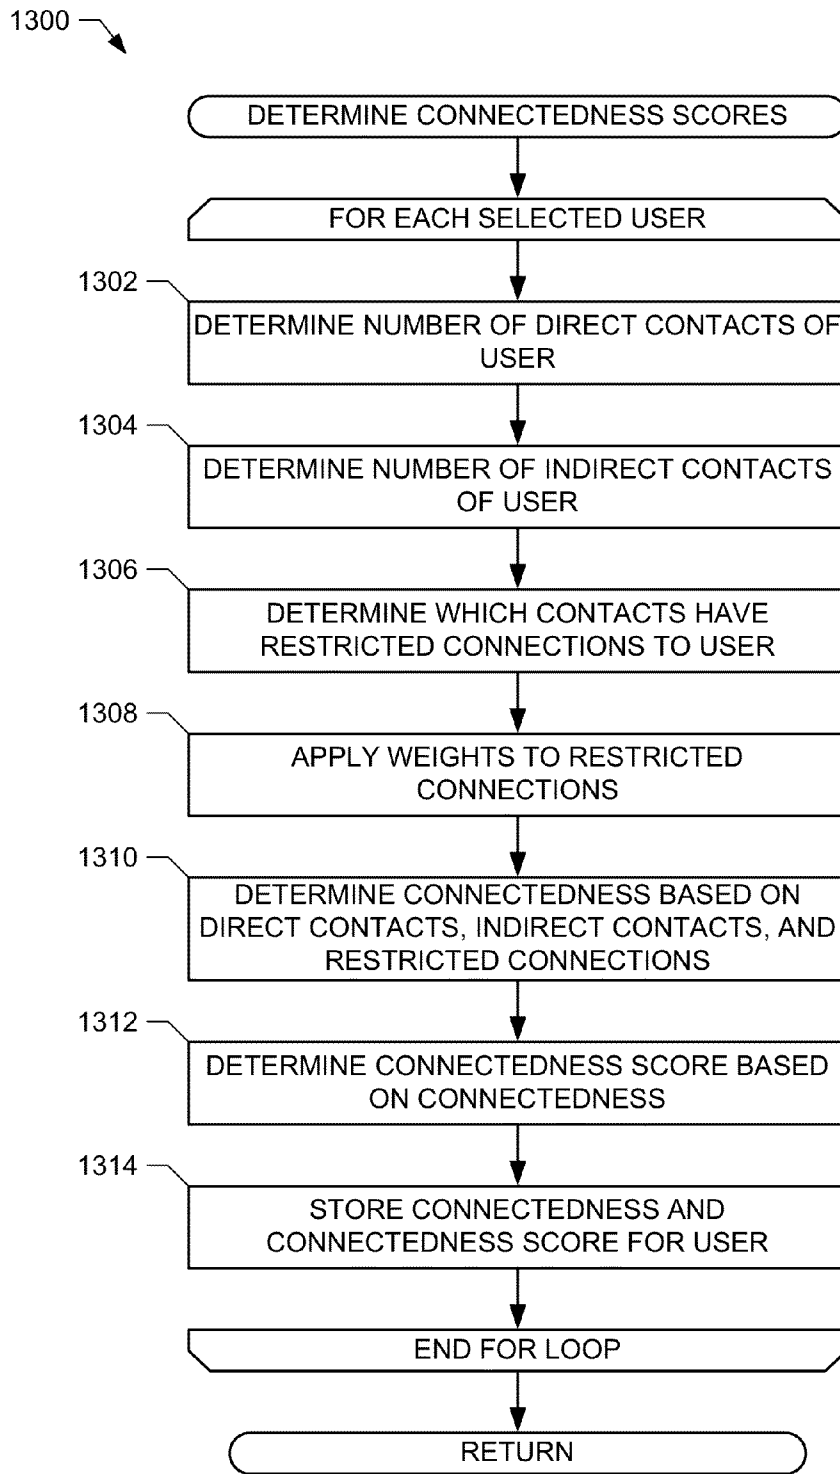 1300
DETERMINE CONNECTEDNESS SCORES
FOR EACH SELECTED USER
1302
DETERMINE NUMBER OF DIRECT CONTACTS OF
USER
1304
DETERMINE NUMBER OF INDIRECT CONTACTS
OF USER
1306
DETERMINE WHICH CONTACTS HAVE
RESTRICTED CONNECTIONS TO USER
1308
APPLY WEIGHTS TO RESTRICTED
CONNECTIONS
1310
DETERMINE CONNECTEDNESS BASED ON
DIRECT CONTACTS, INDIRECT CONTACTS, AND
RESTRICTED CONNECTIONS
1312
DETERMINE CONNECTEDNESS SCORE BASED
ON CONNECTEDNESS
1314
STORE CONNECTEDNESS AND
CONNECTEDNESS SCORE FOR USER
END FOR LOOP
RETURN